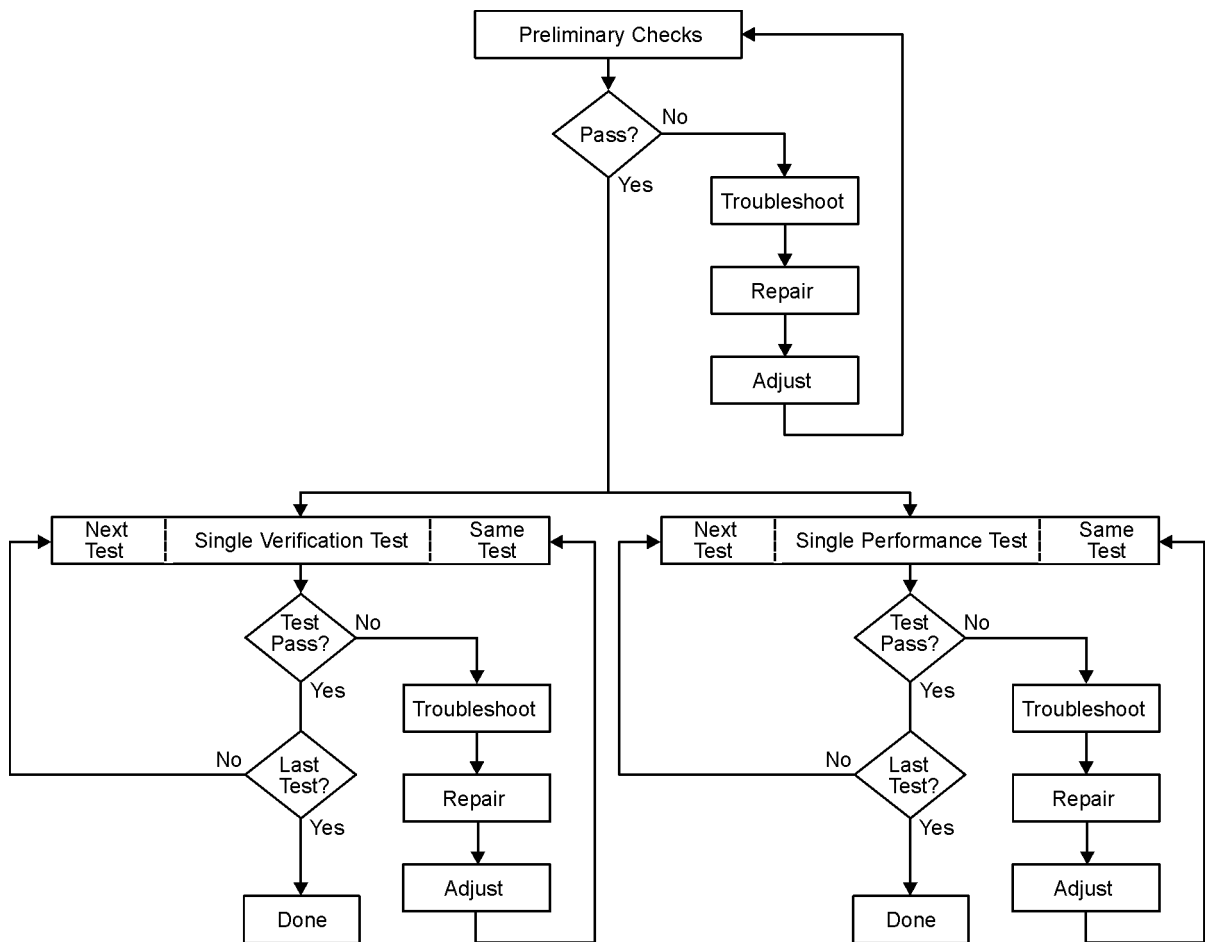 Preliminary Checks
Pass?
No
Yes
Troubleshoot
Repair
Adjust
Next
Test
Single Verification Test
Same
Test
Test
Pass?
No
Yes
Troubleshoot
Last
Test?
No
Yes
Repair
Adjust
Done
Next
Test
Single Performance Test
Same
Test
Test
Pass?
No
Yes
Troubleshoot
Last
Test?
No
Yes
Repair
Adjust
Done